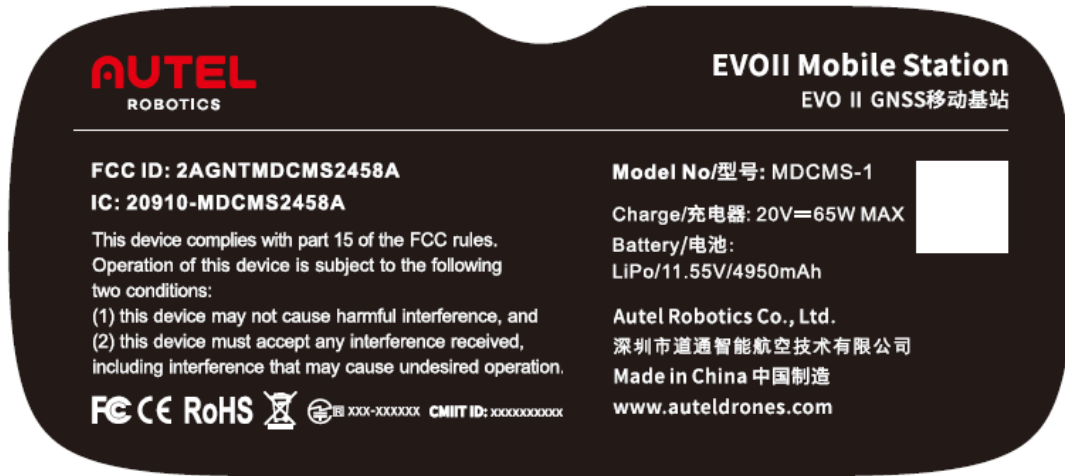 AUTEL
ROBOTICS
EVOII Mobile Station
EVO II GNSS移动基站
FCC ID: 2AGNTMDCMS2458A
IC: 20910-MDCMS2458A
This device complies with part 15 of the FCC rules.
Operation of this device is subject to the following
two conditions:
(1) this device may not cause harmful interference, and
(2) this device must accept any interference received,
including interference that may cause undesired operation.
FC CE RoHS xxx-xxxxxx CMIIT ID: xxxxxxxxxx
Model No/型号: MDCMS-1
Charge/充电器: 20V⎓65W MAX
Battery/电池:
LiPo/11.55V/4950mAh
Autel Robotics Co., Ltd.
深圳市道通智能航空技术有限公司
Made in China 中国制造
www.auteldrones.com